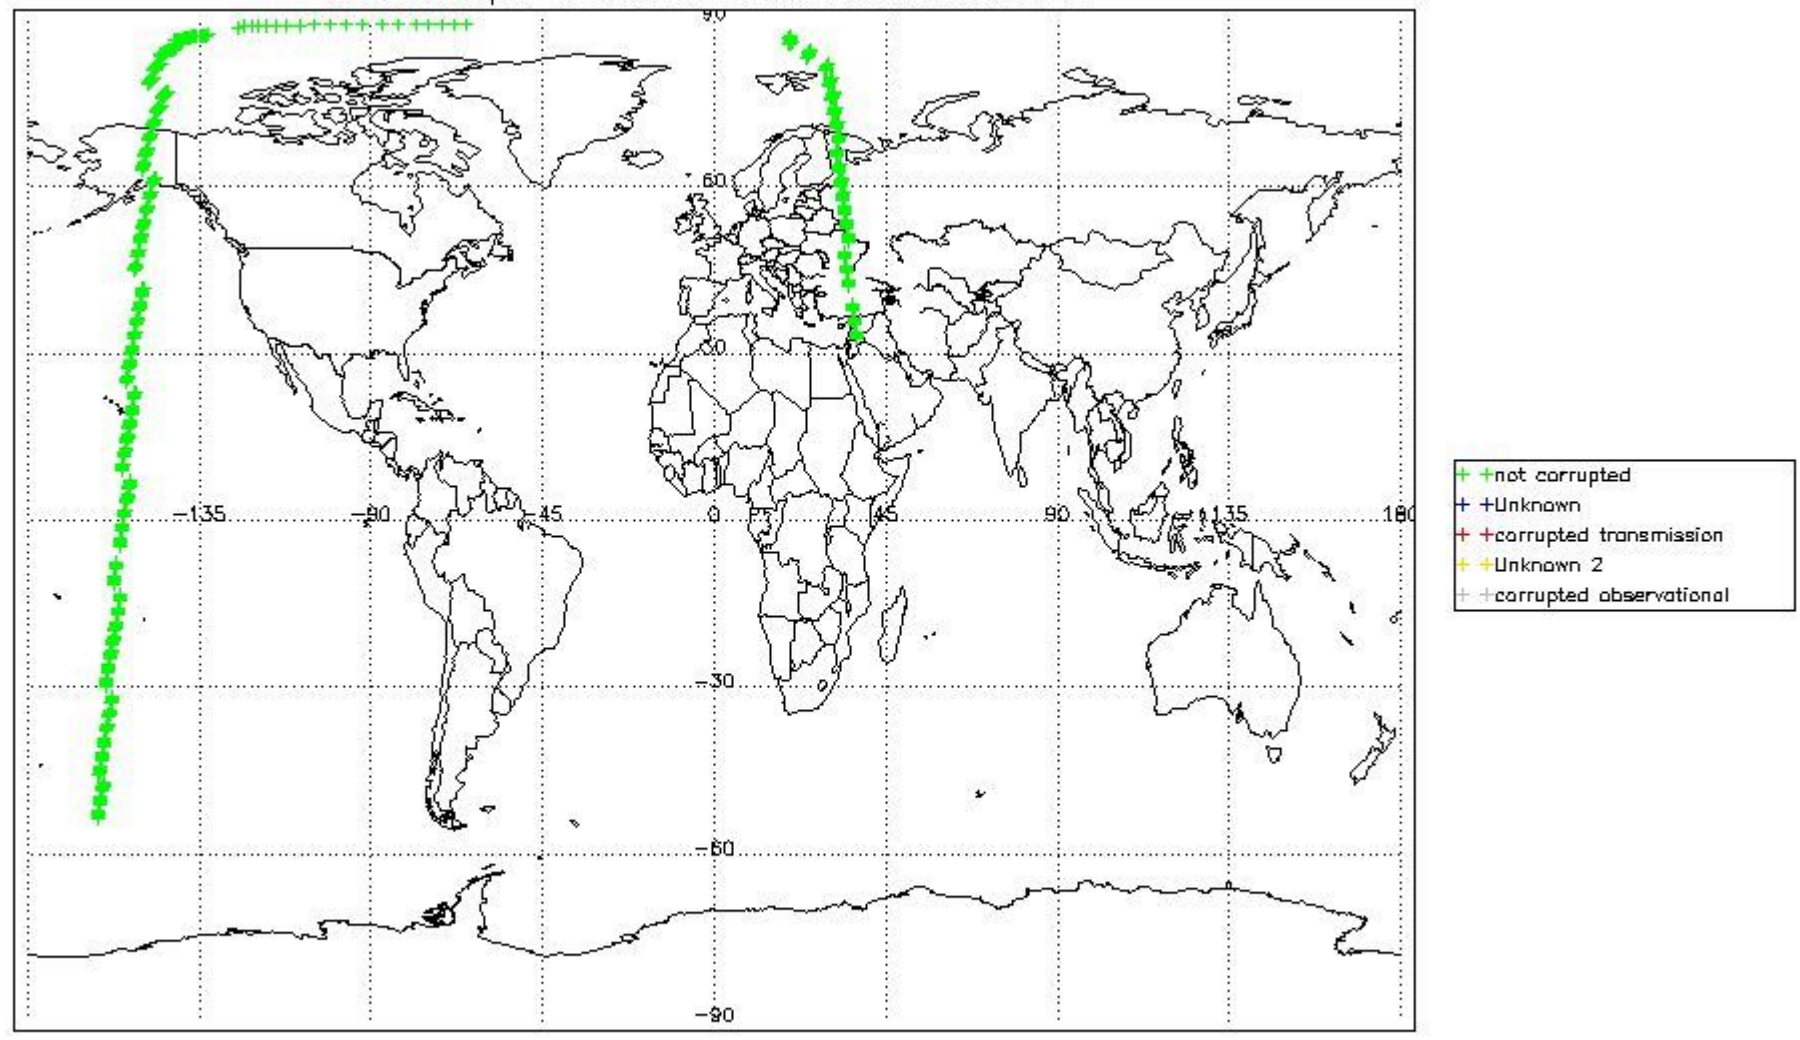 90
60
30
-135 -90 -45 0 45 90 135 180
-30
-60
-90
not corrupted
Unknown
corrupted transmission
Unknown 2
corrupted observational